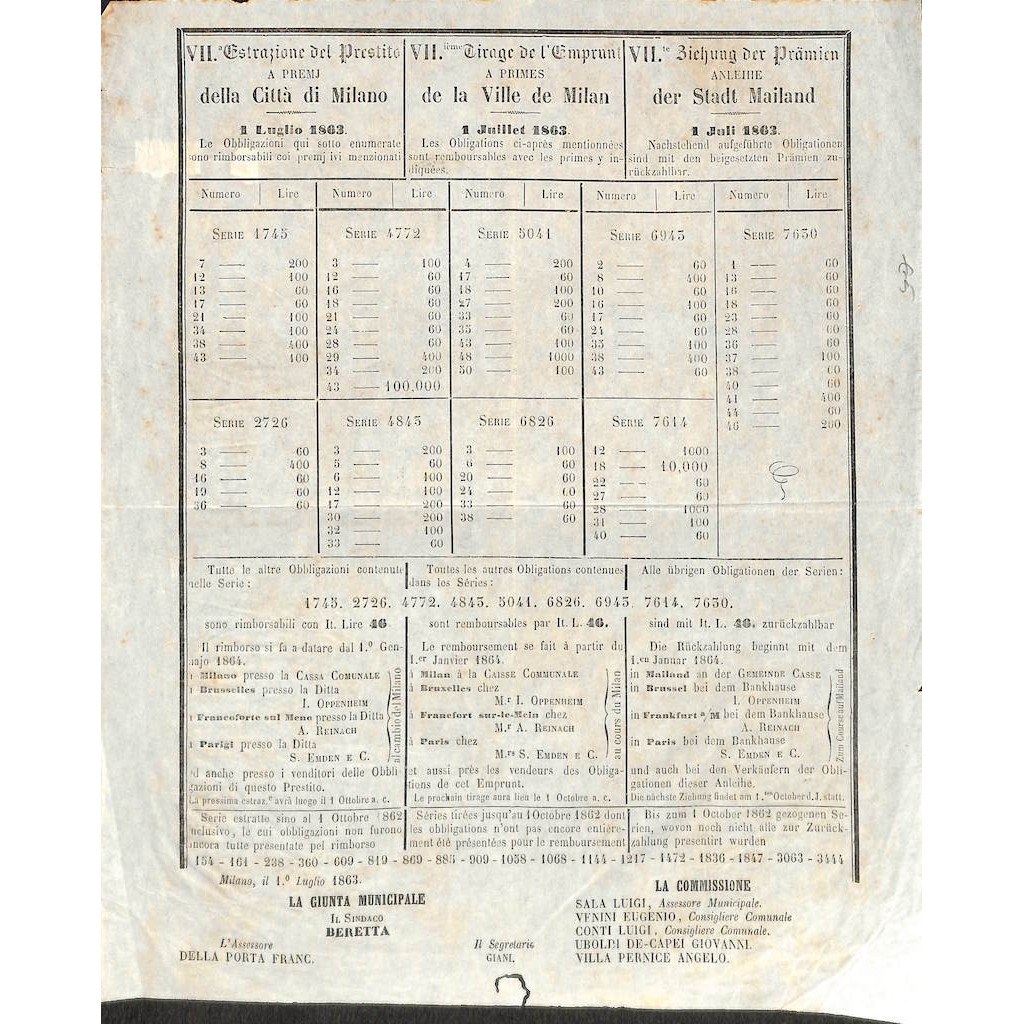 VII.ª Estrazione del Prestito
A PREMJ
della Città di Milano
1 Luglio 1863.
Le Obbligazioni qui sotto enumerate
sono rimborsabili coi premj ivi menzionati
VII.ième Tirage de l'Emprunt
A PRIMES
de la Ville de Milan
1 Juillet 1863.
Les Obligations ci-après mentionnées
sont remboursables avec les primes y in-
diquées.
VII.te Ziehung der Prämien
ANLEIHE
der Stadt Mailand
1 Juli 1863.
Nachstehend aufgeführte Obligationen
sind mit den beigesetzten Prämien zu-
rückzahlbar.
Numero Lire Numero Lire Numero Lire Numero Lire Numero Lire
SERIE 1745
7 — 200
12 — 100
13 — 60
17 — 60
21 — 100
34 — 100
38 — 400
43 — 100
SERIE 4772
3 — 100
12 — 60
16 — 60
18 — 60
21 — 60
24 — 60
28 — 60
29 — 400
34 — 200
43 — 100,000
SERIE 5041
4 — 200
17 — 60
18 — 100
27 — 200
33 — 60
35 — 60
43 — 100
48 — 1000
50 — 100
SERIE 6945
2 — 60
8 — 400
10 — 60
16 — 100
17 — 60
24 — 60
35 — 100
38 — 400
43 — 60
SERIE 7650
1 — 60
13 — 60
16 — 60
18 — 60
23 — 60
28 — 60
36 — 60
37 — 100
38 — 60
40 — 60
41 — 400
44 — 60
46 — 200
SERIE 2726
3 — 60
8 — 400
16 — 60
19 — 60
36 — 60
SERIE 4845
3 — 200
5 — 60
6 — 100
12 — 100
17 — 200
30 — 200
32 — 100
33 — 60
SERIE 6826
3 — 100
6 — 60
20 — 60
24 — 60
33 — 60
38 — 60
SERIE 7614
12 — 1000
18 — 10,000
22 — 60
27 — 60
28 — 1000
31 — 100
40 — 60
Tutte le altre Obbligazioni contenute
nelle Serie:
Toutes les autres Obligations contenues
dans les Séries:
Alle übrigen Obligationen der Serien:
1745. 2726. 4772. 4845. 5041. 6826. 6945. 7614. 7650.
sono rimborsabili con It. Lire 46
Il rimborso si fa a datare dal 1.º Gen-
najo 1864.
a Milano presso la CASSA COMUNALE
a Brusselles presso la Ditta
I. OPPENHEIM
a Francoforte sul Meno presso la Ditta
A. REINACH
a Parigi presso la Ditta
S. EMDEN E C.
al cambio del Milano
ed anche presso i venditori delle Obbli-
gazioni di questo Prestito.
La prossima estraz.e avrà luogo il 1 Ottobre a. c.
sont remboursables par It. L. 46.
Le remboursement se fait à partir du
1.er Janvier 1864.
à Milan à la CAISSE COMMUNALE
à Bruxelles chez
M.r I. OPPENHEIM
à Francfort sur-le-Mein chez
M.r A. REINACH
à Paris chez
M.rs S. EMDEN E C.
au cours du Milan
et aussi près les vendeurs des Obliga-
tions de cet Emprunt.
Le prochain tirage aura lieu le 1 Octobre a. c.
sind mit It. L. 46. zurückzahlbar
Die Rückzahlung beginnt mit dem
1.en Januar 1864.
in Mailand an der GEMEINDE CASSE
in Brussel bei dem Bankhause
I. OPPENHEIM
in Frankfurt a/M bei dem Bankhause
A. REINACH
in Paris bei dem Bankhause
S. EMDEN E C.
Zum Course auf Mailand
und auch bei den Verkäufern der Obli-
gationen dieser Anleihe.
Die nächste Ziehung findet am 1.ten October d. J. statt.
Serie estratte sino al 1 Ottobre 1862
inclusivo, le cui obbligazioni non furono
ancora tutte presentate pel rimborso
Séries tirées jusqu'au 1 Octobre 1862 dont
les obligations n'ont pas encore entière-
ment été présentées pour le remboursement
Bis zum 1 October 1862 gezogenen Se-
rien, wovon noch nicht alle zur Zurück-
zahlung presentirt wurden
154 - 161 - 238 - 360 - 609 - 819 - 869 - 885 - 909 - 1058 - 1068 - 1144 - 1217 - 1472 - 1836 - 1847 - 3063 - 3444
Milano, il 1.º Luglio 1863.
LA GIUNTA MUNICIPALE
IL SINDACO
BERETTA
L'Assessore
DELLA PORTA FRANC.
Il Segretario
GIANI.
LA COMMISSIONE
SALA LUIGI, Assessore Municipale.
VENINI EUGENIO, Consigliere Comunale
CONTI LUIGI, Consigliere Comunale.
UBOLDI DE-CAPEI GIOVANNI.
VILLA PERNICE ANGELO.